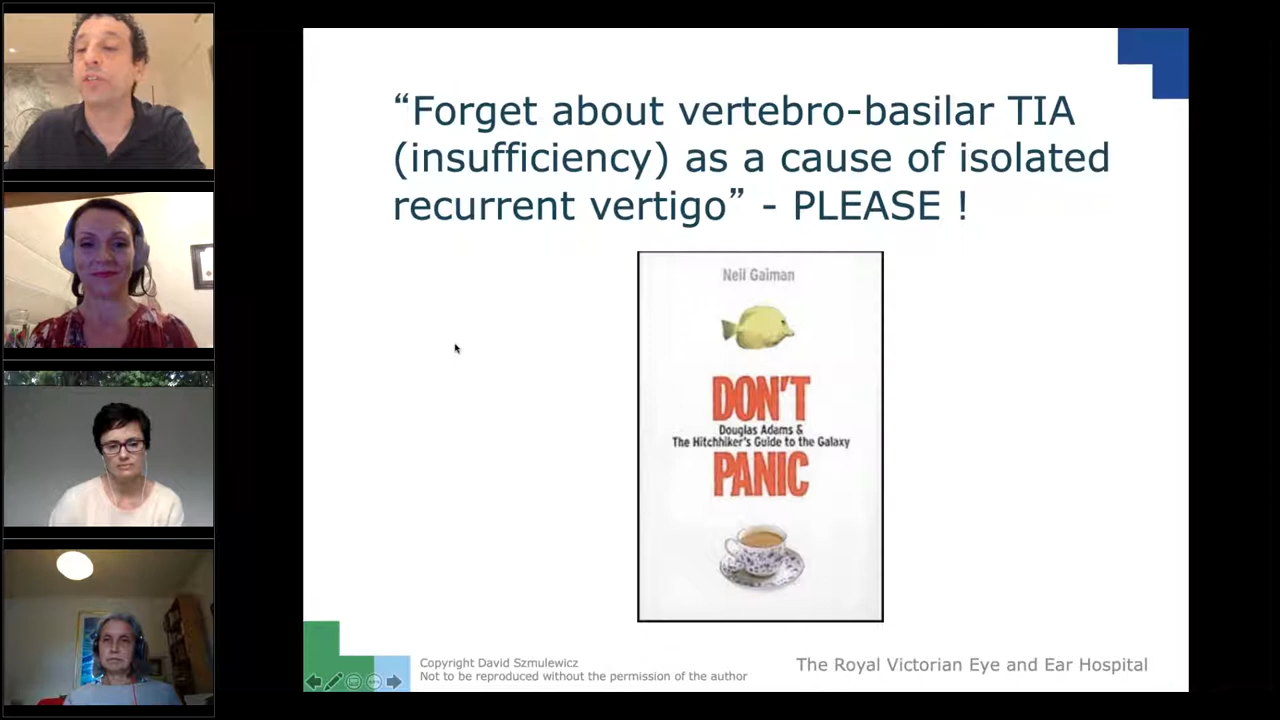 “Forget about vertebro-basilar TIA
(insufficiency) as a cause of isolated
recurrent vertigo” - PLEASE !
Neil Gaiman
DON'T
Douglas Adams &
The Hitchhiker's Guide to the Galaxy
PANIC
Copyright David Szmulewicz
Not to be reproduced without the permission of the author
The Royal Victorian Eye and Ear Hospital